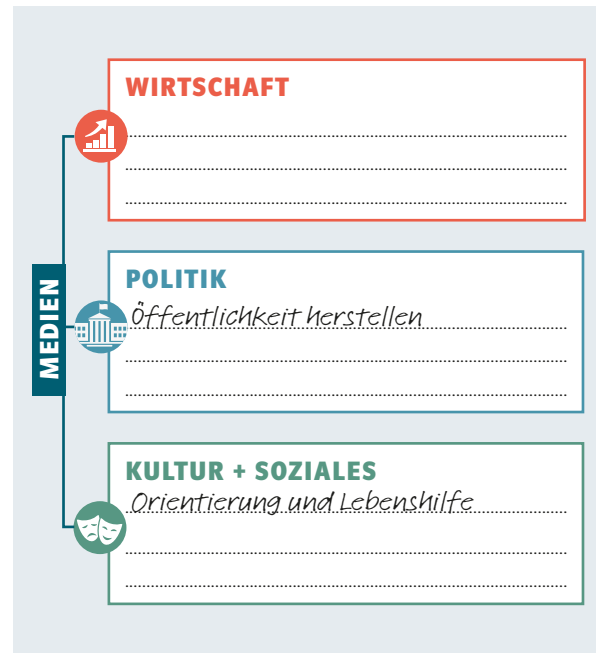 WIRTSCHAFT
MEDIEN
POLITIK
Öffentlichkeit herstellen
KULTUR + SOZIALES
Orientierung und Lebenshilfe